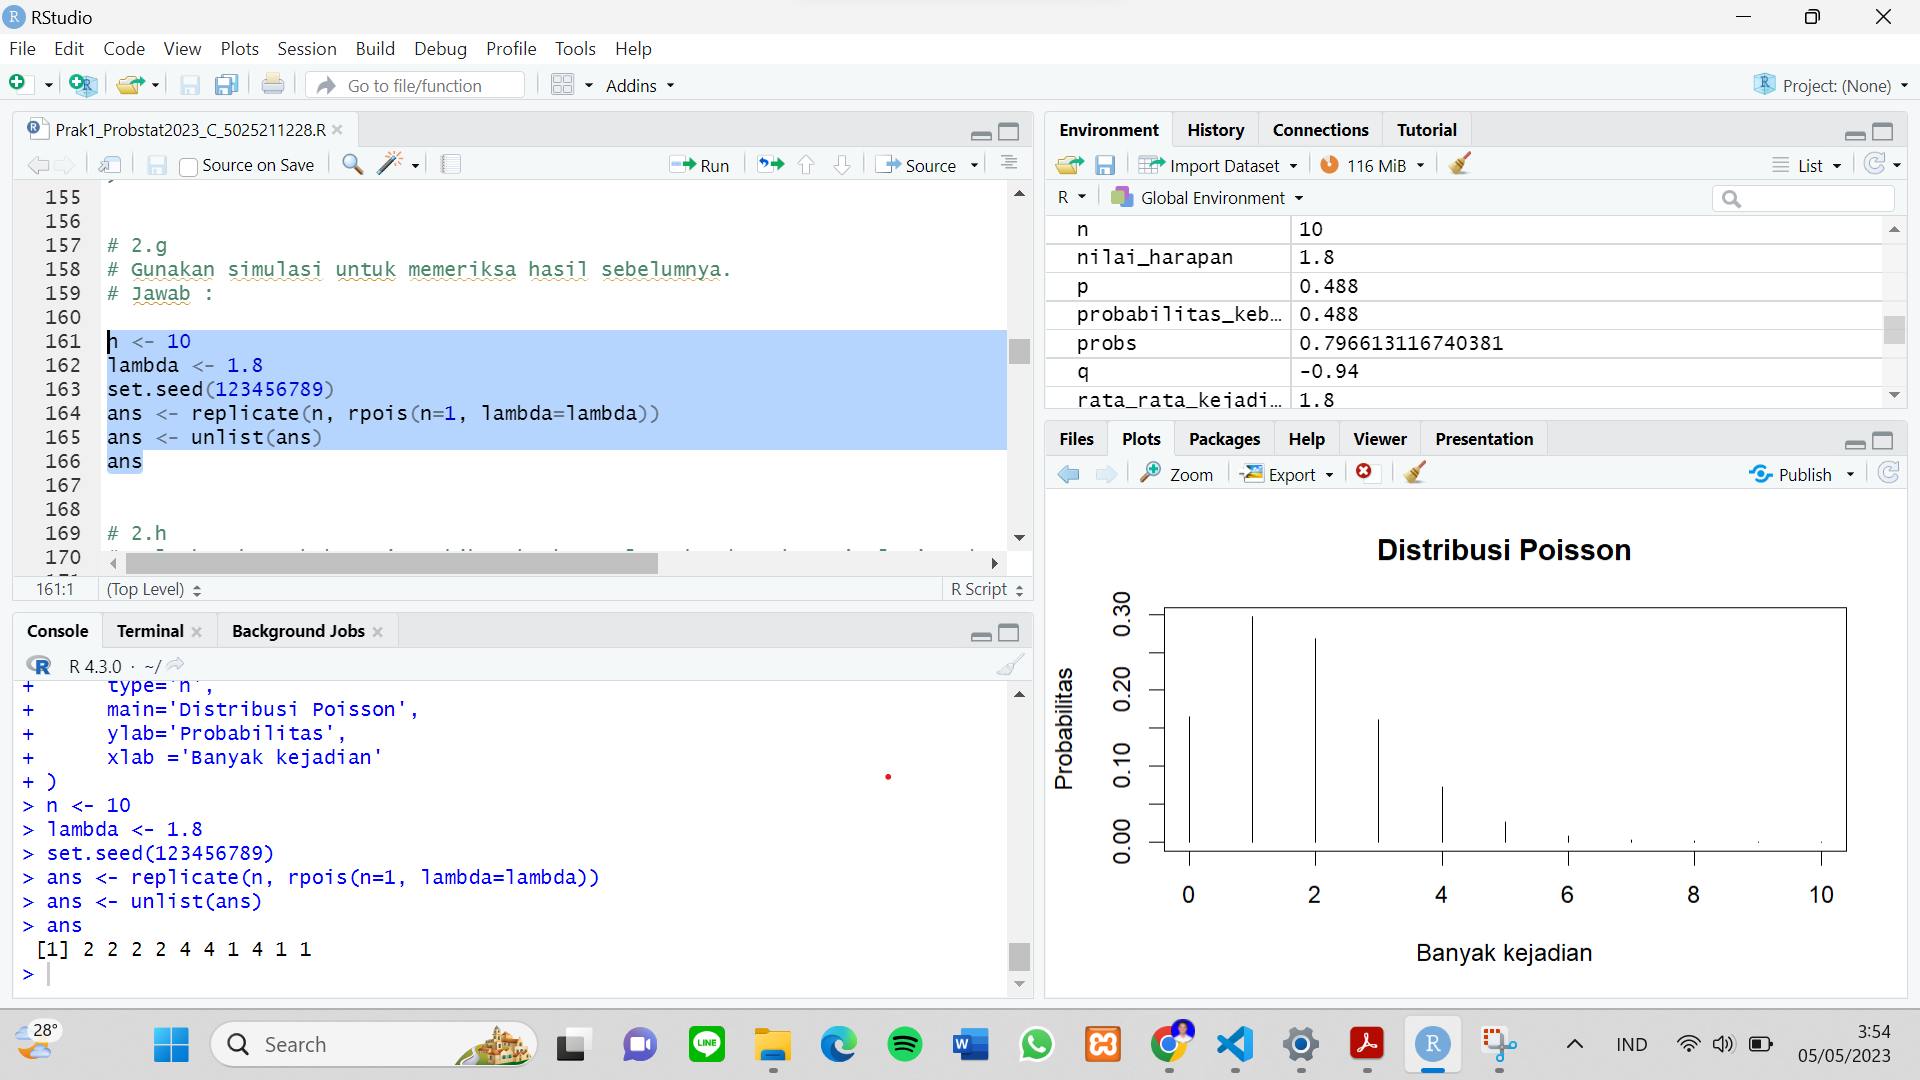 RStudio
File Edit Code View Plots Session Build Debug Profile Tools Help
Go to file/function Addins Project: (None)
Prak1_Probstat2023_C_5025211228.R
Source on Save Run Source
155
156
157 # 2.g
158 # Gunakan simulasi untuk memeriksa hasil sebelumnya.
159 # Jawab :
160
161 n <- 10
162 lambda <- 1.8
163 set.seed(123456789)
164 ans <- replicate(n, rpois(n=1, lambda=lambda))
165 ans <- unlist(ans)
166 ans
167
168
169 # 2.h
170
161:1 (Top Level) R Script
Console Terminal Background Jobs
R 4.3.0 · ~/
+ type='h',
+ main='Distribusi Poisson',
+ ylab='Probabilitas',
+ xlab ='Banyak kejadian'
+ )
> n <- 10
> lambda <- 1.8
> set.seed(123456789)
> ans <- replicate(n, rpois(n=1, lambda=lambda))
> ans <- unlist(ans)
> ans
[1] 2 2 2 2 4 4 1 4 1 1
>
Environment History Connections Tutorial
Import Dataset 116 MiB List
R Global Environment
n 10
nilai_harapan 1.8
p 0.488
probabilitas_keb… 0.488
probs 0.796613116740381
q -0.94
rata_rata_kejadi… 1.8
Files Plots Packages Help Viewer Presentation
Zoom Export Publish
Distribusi Poisson
Probabilitas
0.30
0.20
0.10
0.00
0 2 4 6 8 10
Banyak kejadian
28° Search LINE IND 3:54
05/05/2023